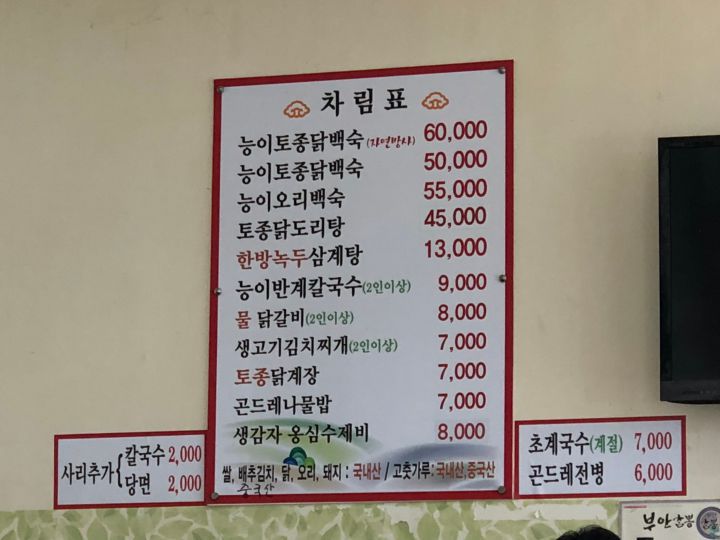 차림표
능이토종닭백숙(자연방사) 60,000
능이토종닭백숙 50,000
능이오리백숙 55,000
토종닭도리탕 45,000
한방녹두삼계탕 13,000
능이반계칼국수(2인이상) 9,000
물 닭갈비(2인이상) 8,000
생고기김치찌개(2인이상) 7,000
토종닭계장 7,000
곤드레나물밥 7,000
생감자 옹심수제비 8,000
쌀, 배추김치, 닭, 오리, 돼지 : 국내산 / 고춧가루: 국내산,중국산
중국산
사리추가{칼국수 2,000
당면 2,000
초계국수(계절) 7,000
곤드레전병 6,000
부안참뽕